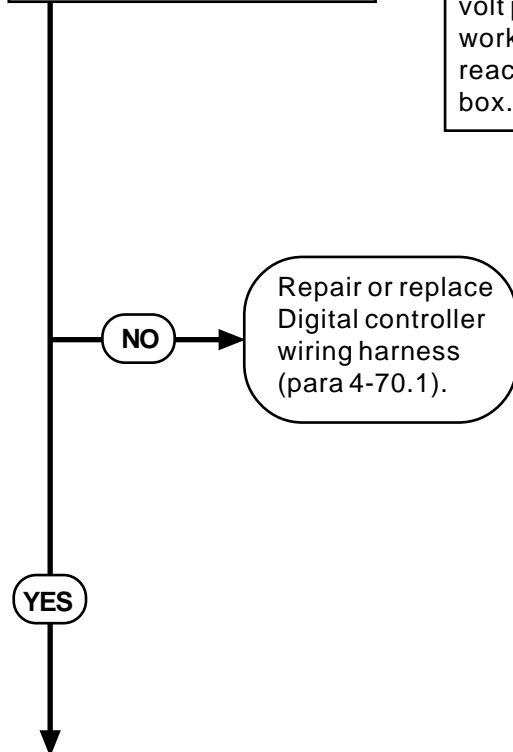 volt p
work
reac
box.
Repair or replace
Digital controller
wiring harness
(para 4-70.1).
NO
YES